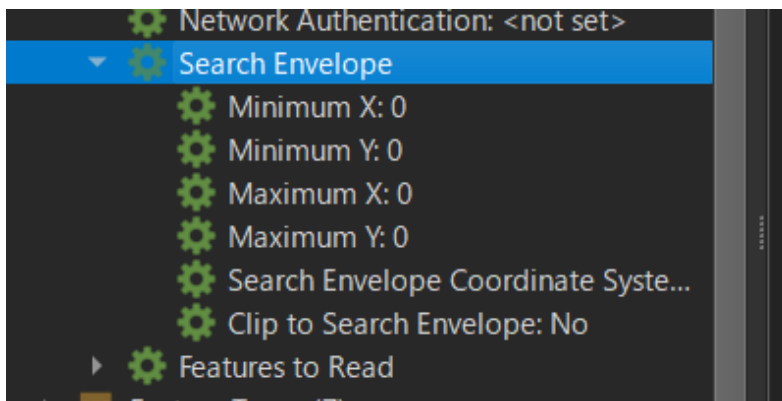 Network Authentication: <not set>
Search Envelope
Minimum X: 0
Minimum Y: 0
Maximum X: 0
Maximum Y: 0
Search Envelope Coordinate Syste...
Clip to Search Envelope: No
Features to Read